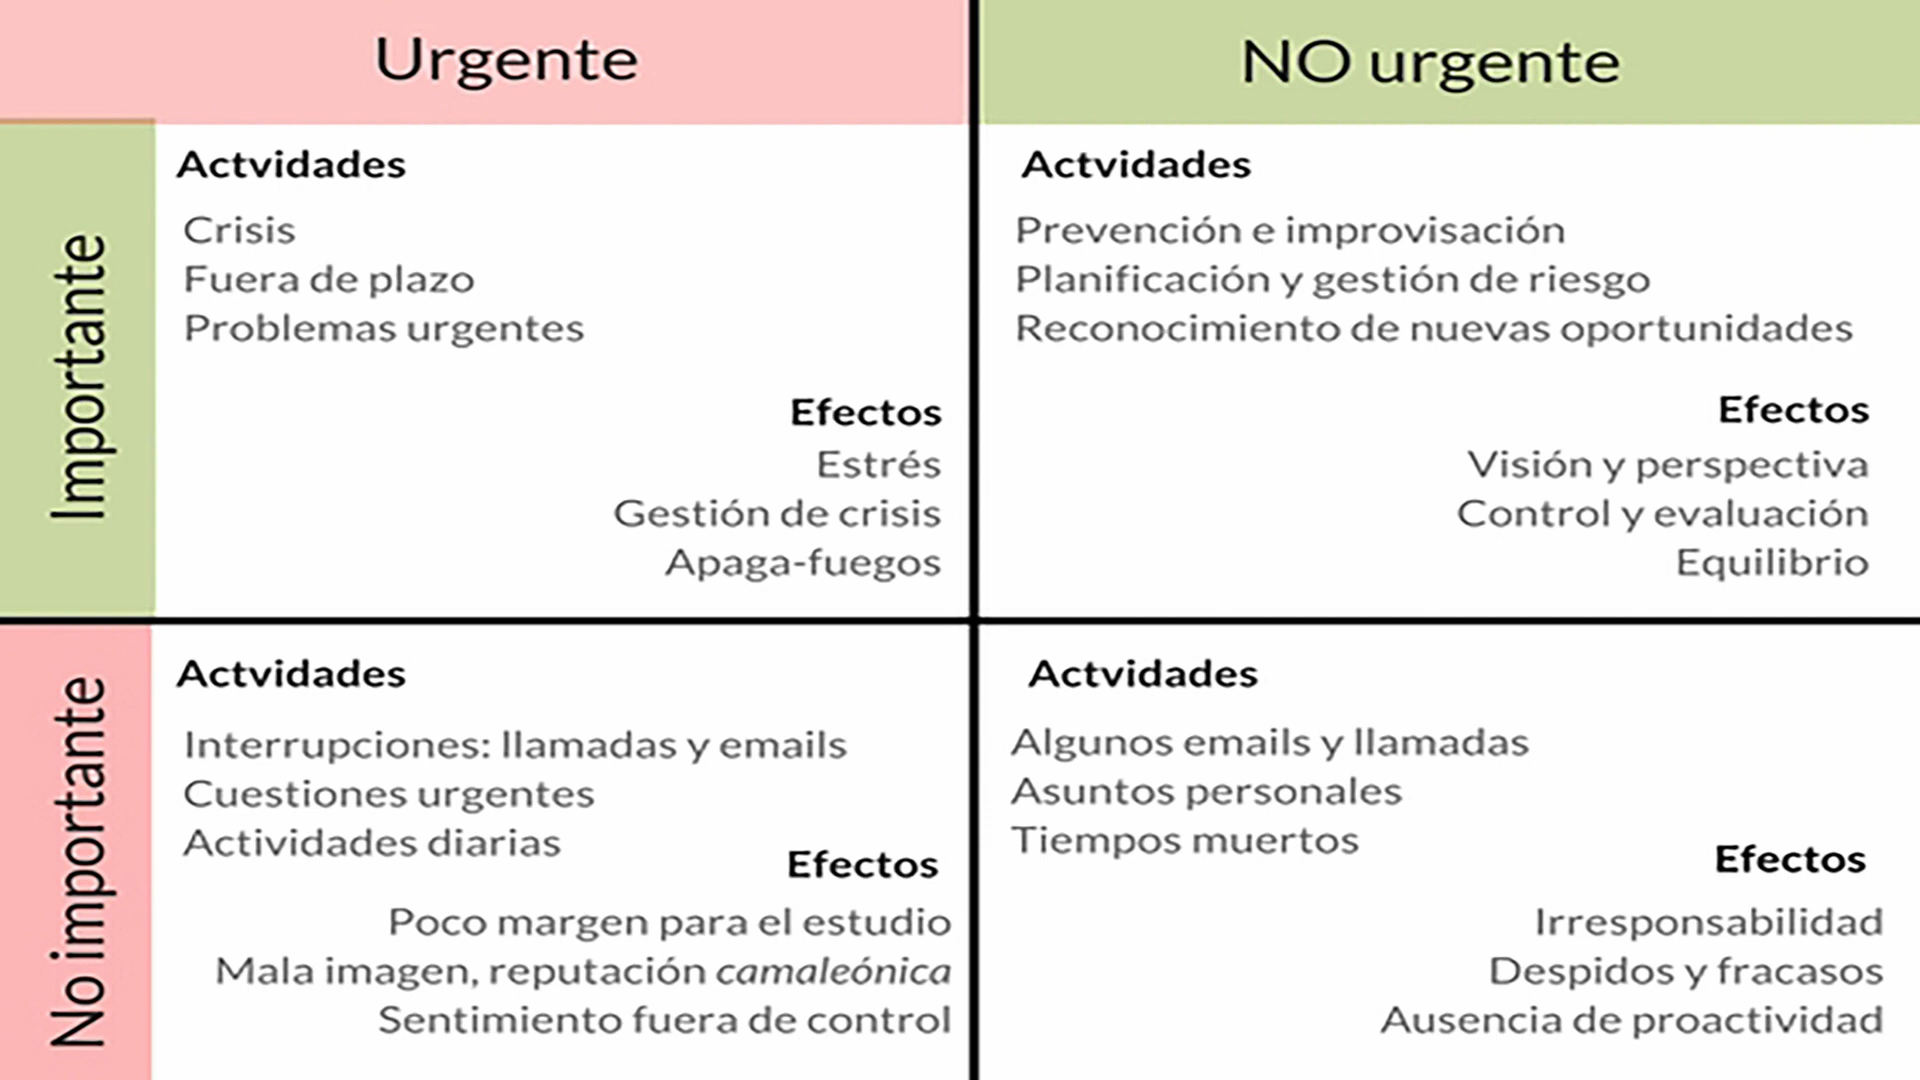 Urgente
NO urgente
Importante
Actvidades
Crisis
Fuera de plazo
Problemas urgentes
Efectos
Estrés
Gestión de crisis
Apaga-fuegos
Actvidades
Prevención e improvisación
Planificación y gestión de riesgo
Reconocimiento de nuevas oportunidades
Efectos
Visión y perspectiva
Control y evaluación
Equilibrio
No importante
Actvidades
Interrupciones: llamadas y emails
Cuestiones urgentes
Actividades diarias
Efectos
Poco margen para el estudio
Mala imagen, reputación camaleónica
Sentimiento fuera de control
Actvidades
Algunos emails y llamadas
Asuntos personales
Tiempos muertos
Efectos
Irresponsabilidad
Despidos y fracasos
Ausencia de proactividad